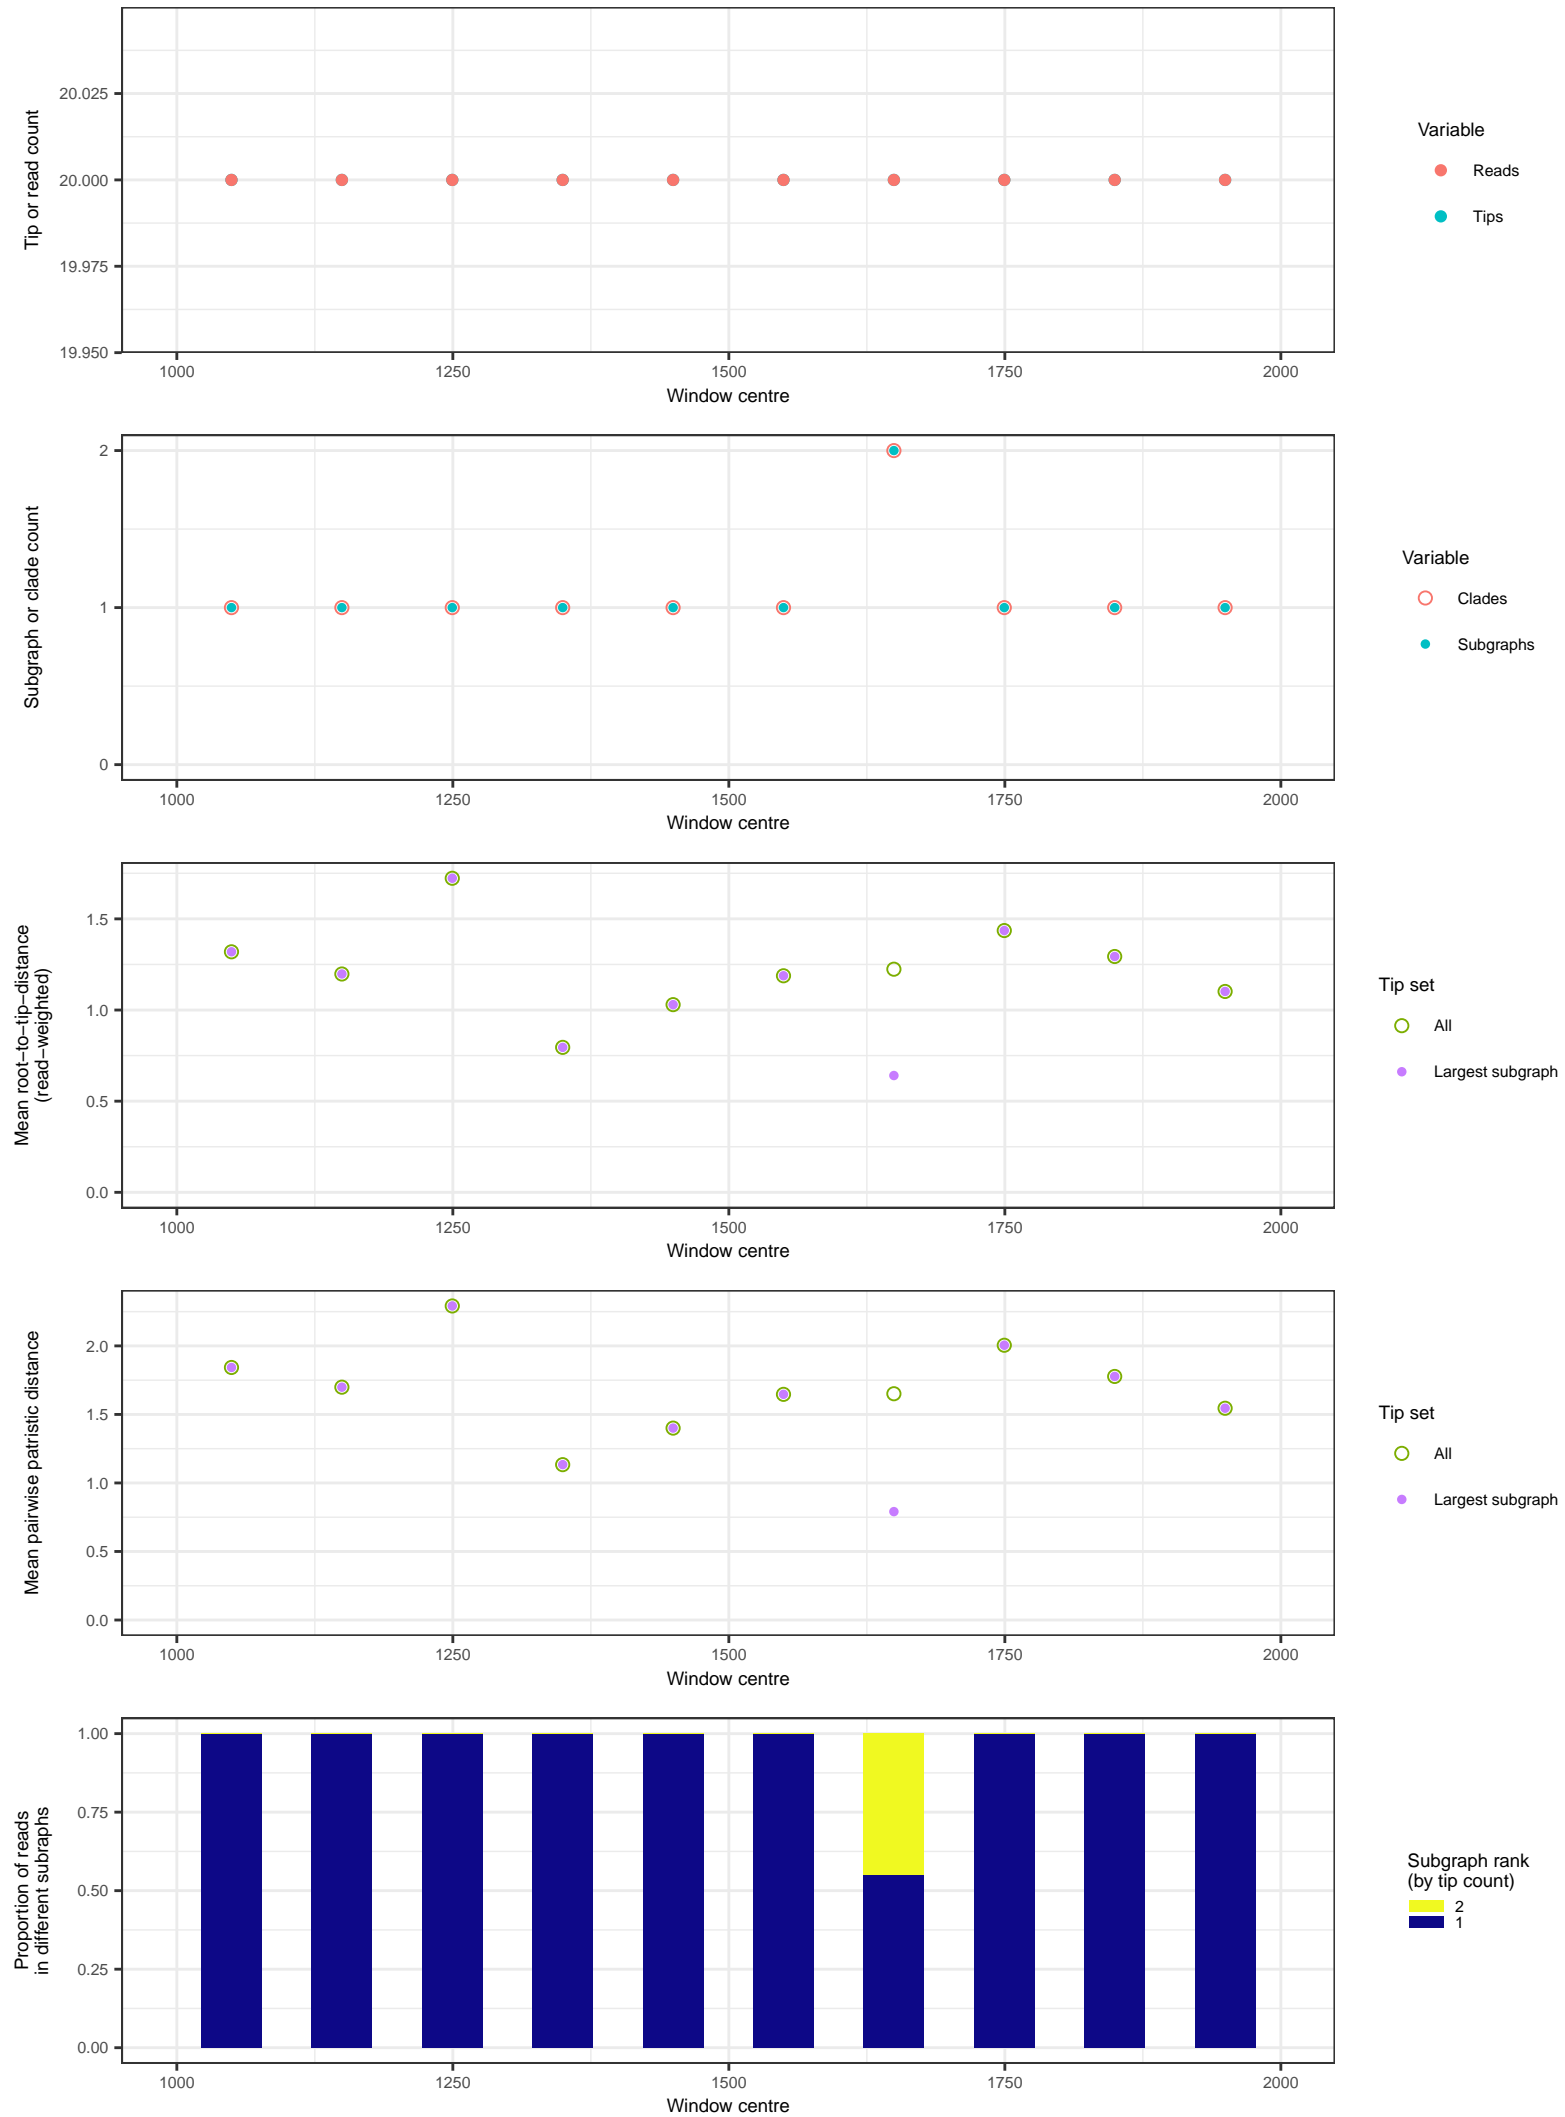 20.025
20.000
19.975
19.950
Tip or read count
1000 1250 1500 1750 2000
Window centre
Variable
Reads
Tips
2
1
0
Subgraph or clade count
1000 1250 1500 1750 2000
Window centre
Variable
Clades
Subgraphs
1.5
1.0
0.5
0.0
Mean root−to−tip−distance
(read−weighted)
1000 1250 1500 1750 2000
Window centre
Tip set
All
Largest subgraph
2.0
1.5
1.0
0.5
0.0
Mean pairwise patristic distance
1000 1250 1500 1750 2000
Window centre
Tip set
All
Largest subgraph
1.00
0.75
0.50
0.25
0.00
Proportion of reads
in different subraphs
1000 1250 1500 1750 2000
Window centre
Subgraph rank
(by tip count)
2
1